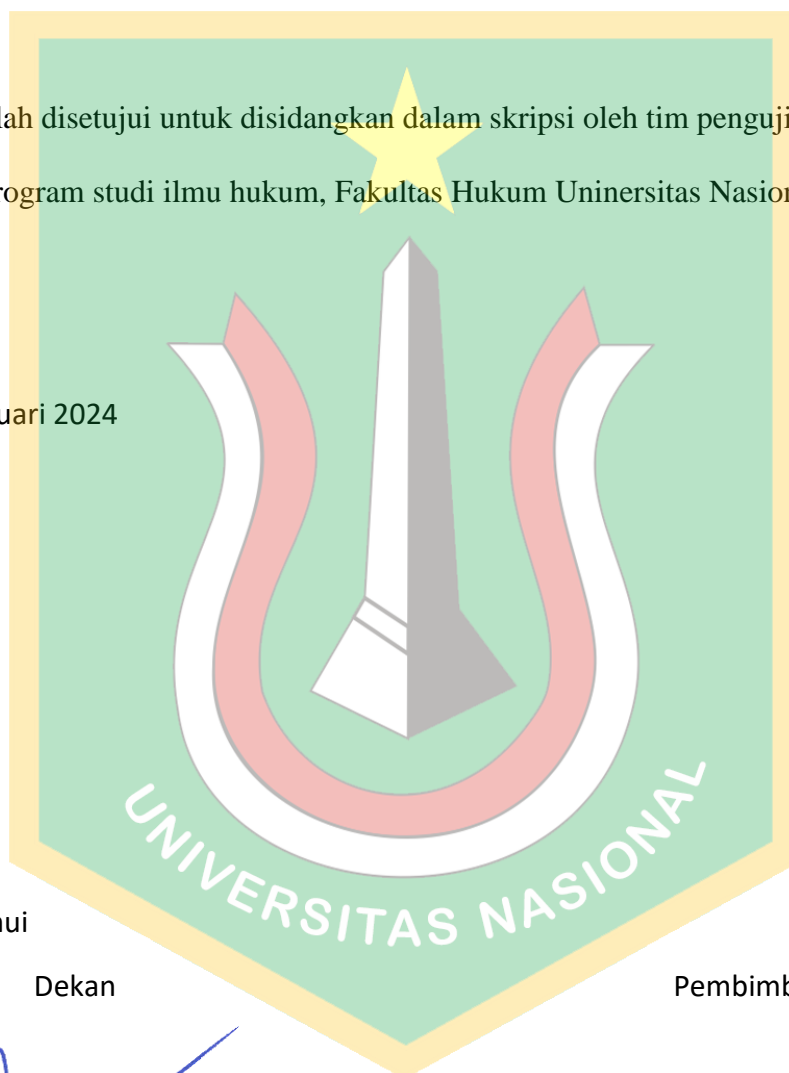 lah disetujui untuk disidangkan dalam skripsi oleh tim penguji
rogram studi ilmu hukum, Fakultas Hukum Uninersitas Nasion
uari 2024
UNIVERSITAS NASIONAL
ui
Dekan Pembimb